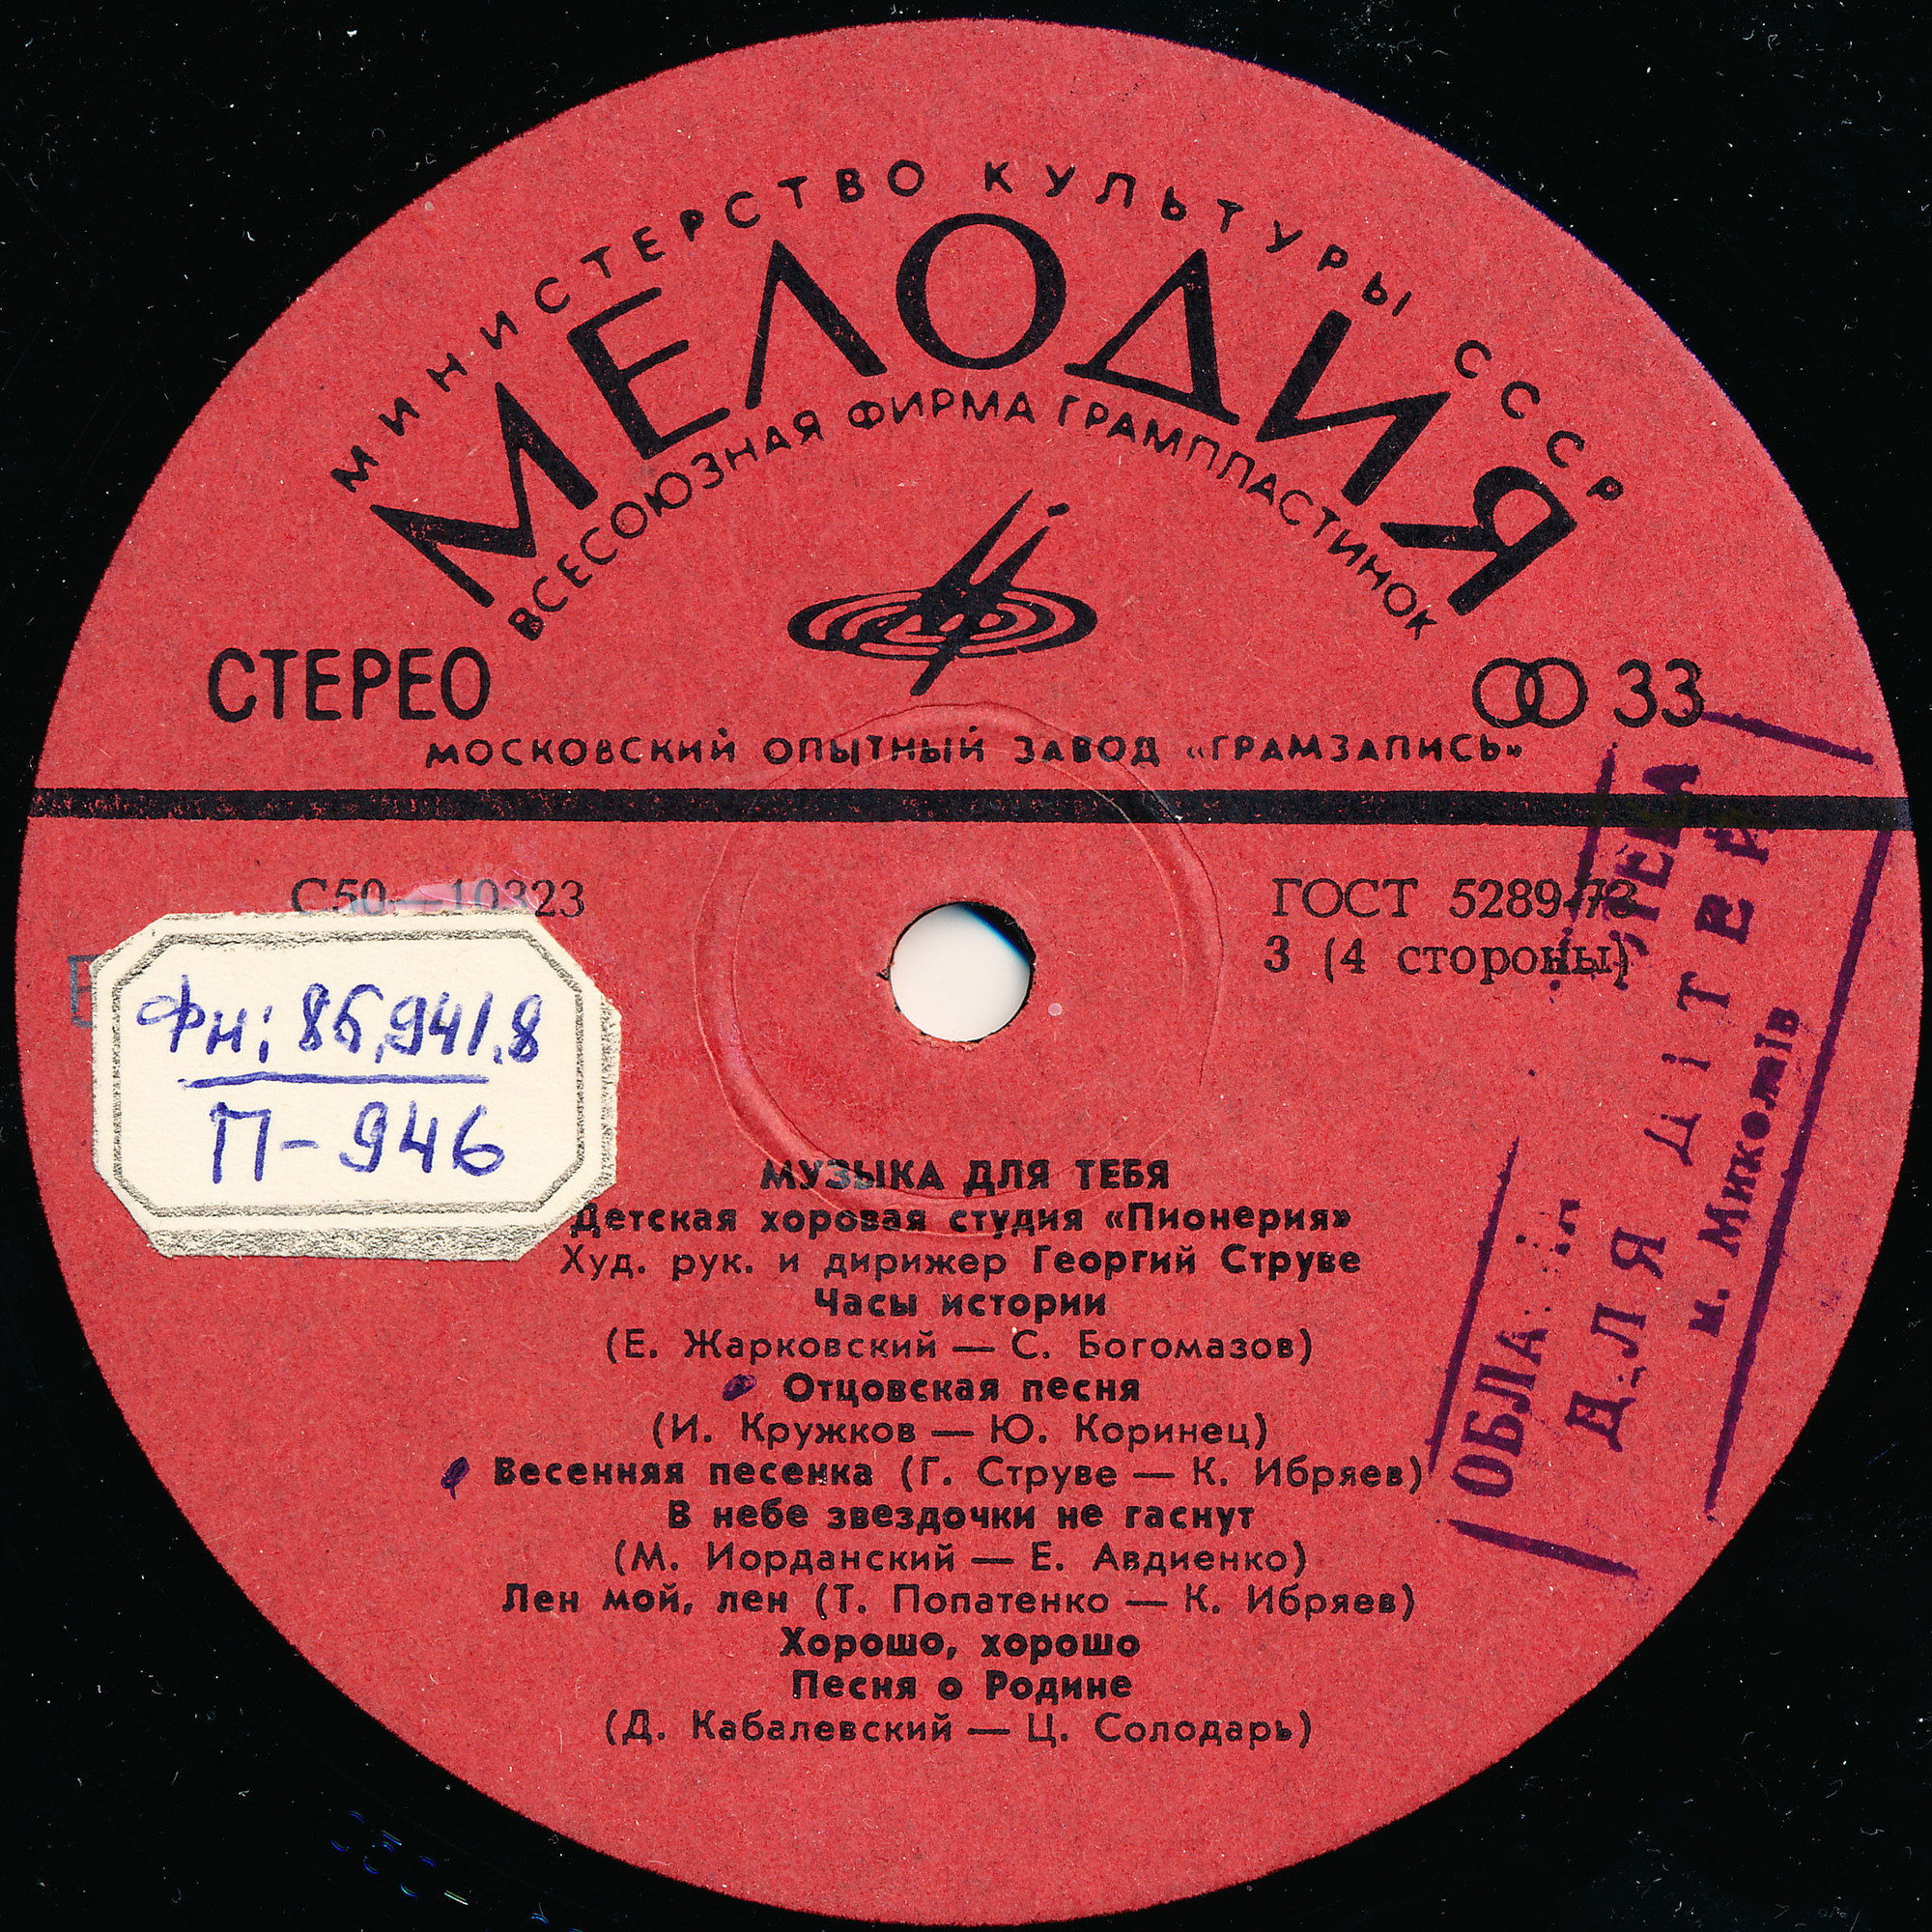 МИНИСТЕРСТВО КУЛЬТУРЫ СССР
МЕЛОДИЯ
ВСЕСОЮЗНАЯ ФИРМА ГРАМПЛАСТИНОК
СТЕРЕО
33
МОСКОВСКИЙ ОПЫТНЫЙ ЗАВОД «ГРАМЗАПИСЬ»
С50—10323
ГОСТ 5289-73
3 (4 стороны)
Фн: 86,941.8
П-946
МУЗЫКА ДЛЯ ТЕБЯ
Детская хоровая студия «Пионерия»
Худ. рук. и дирижер Георгий Струве
Часы истории
(Е. Жарковский — С. Богомазов)
Отцовская песня
(И. Кружков — Ю. Коринец)
Весенняя песенка (Г. Струве — К. Ибряев)
В небе звездочки не гаснут
(М. Иорданский — Е. Авдиенко)
Лен мой, лен (Т. Попатенко — К. Ибряев)
Хорошо, хорошо
Песня о Родине
(Д. Кабалевский — Ц. Солодарь)
ДЛЯ ДІТЕЙ
м. Миколаїв